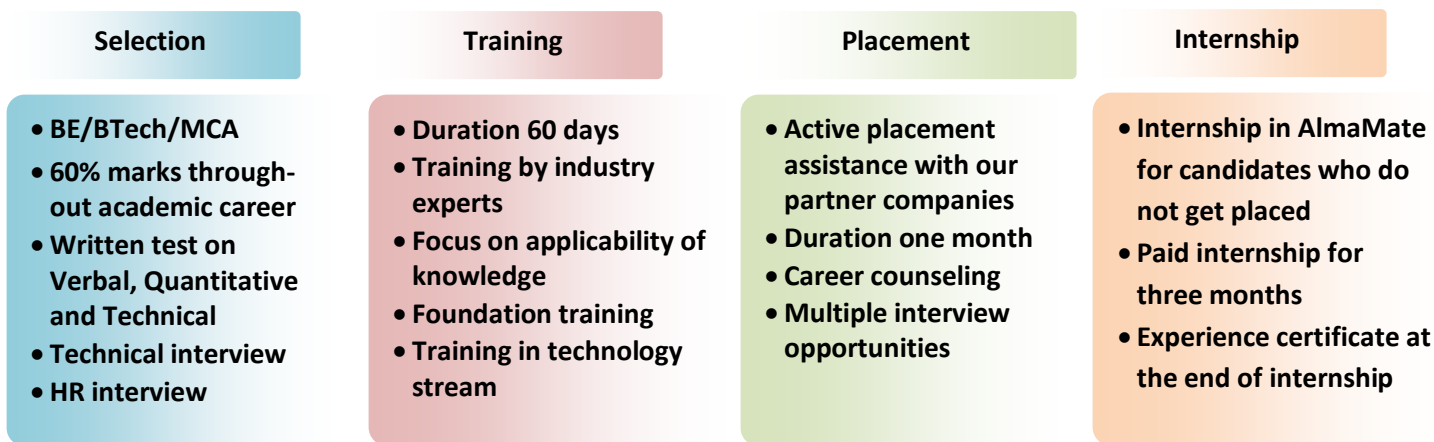 Selection
BE/BTech/MCA
60% marks through-
out academic career
Written test on
Verbal, Quantitative
and Technical
Technical interview
HR interview
Training
Duration 60 days
Training by industry
experts
Focus on applicability of
knowledge
Foundation training
Training in technology
stream
Placement
Active placement
assistance with our
partner companies
Duration one month
Career counseling
Multiple interview
opportunities
Internship
Internship in AlmaMate
for candidates who do
not get placed
Paid internship for
three months
Experience certificate at
the end of internship